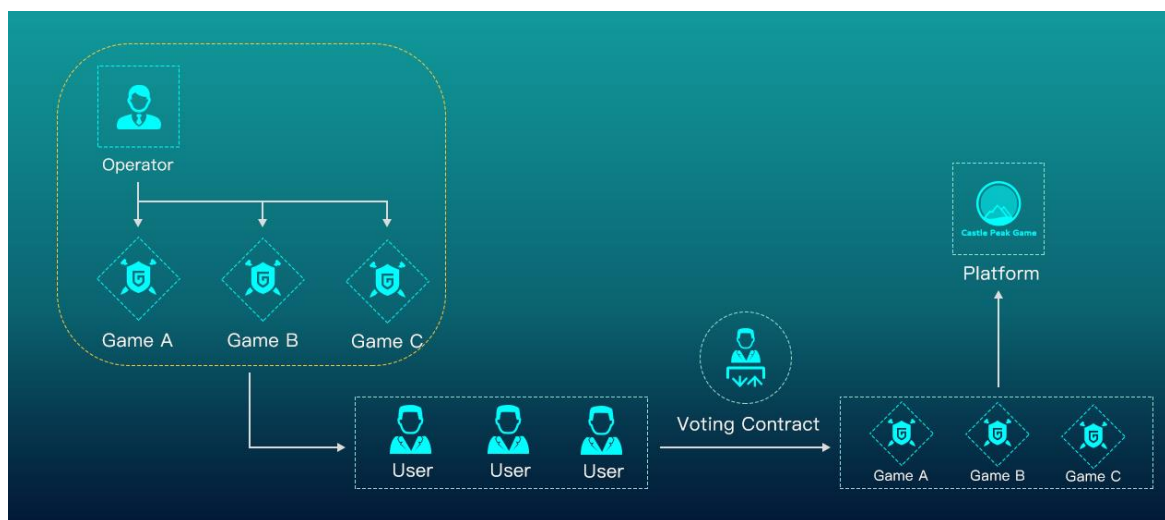 Operator
Game A
Game B
Game C
User
User
User
Voting Contract
Castle Peak Game
Platform
Game A
Game B
Game C